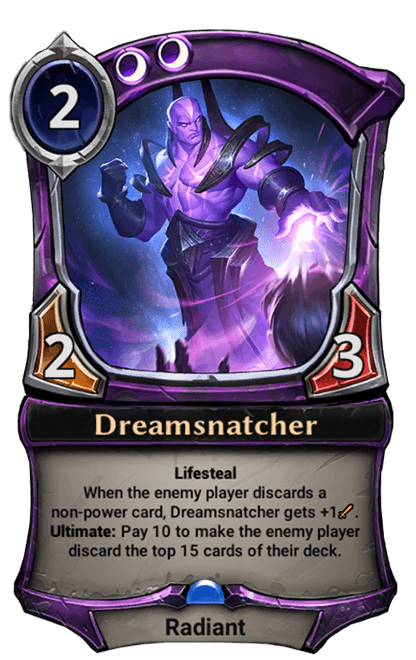 2
2
3
Dreamsnatcher
Lifesteal
When the enemy player discards a
non-power card, Dreamsnatcher gets +1.
Ultimate: Pay 10 to make the enemy player
discard the top 15 cards of their deck.
Radiant